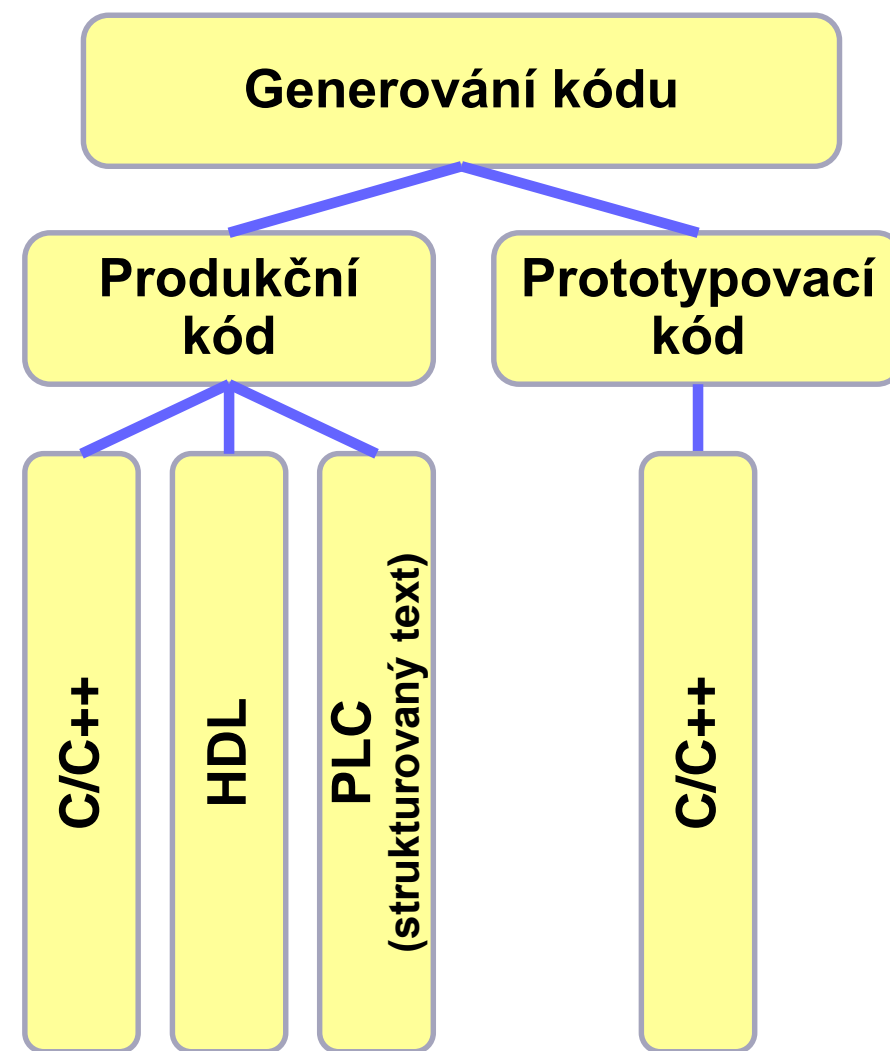 Generování kódu
Produkční
kód
Prototypovací
kód
C/C++
HDL
PLC
(strukturovaný text)
C/C++